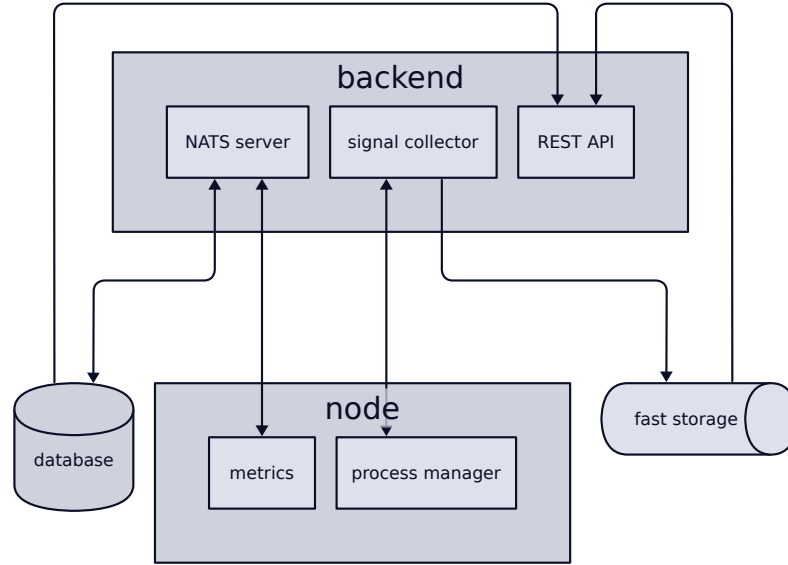 backend
NATS server
signal collector
REST API
node
fast storage
database
metrics
process manager